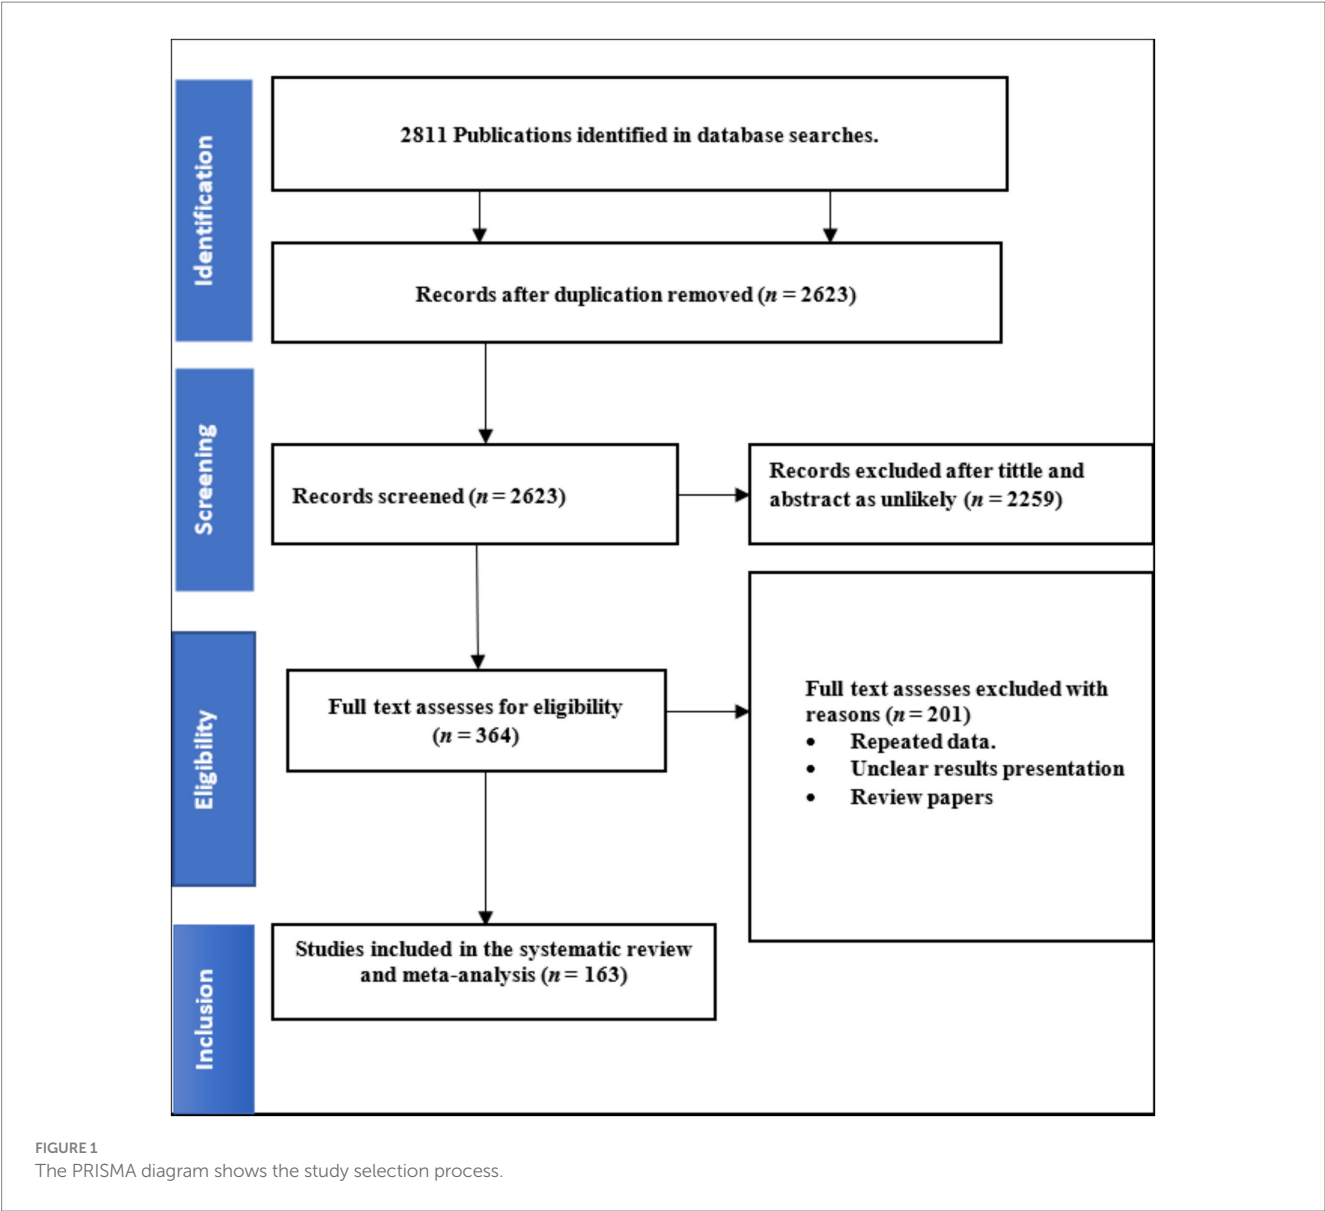 Identification
2811 Publications identified in database searches.
Records after duplication removed (n = 2623)
Screening
Records screened (n = 2623)
Records excluded after tittle and
abstract as unlikely (n = 2259)
Eligibility
Full text assesses for eligibility
(n = 364)
Full text assesses excluded with
reasons (n = 201)
• Repeated data.
• Unclear results presentation
• Review papers
Inclusion
Studies included in the systematic review
and meta-analysis (n = 163)
FIGURE 1
The PRISMA diagram shows the study selection process.